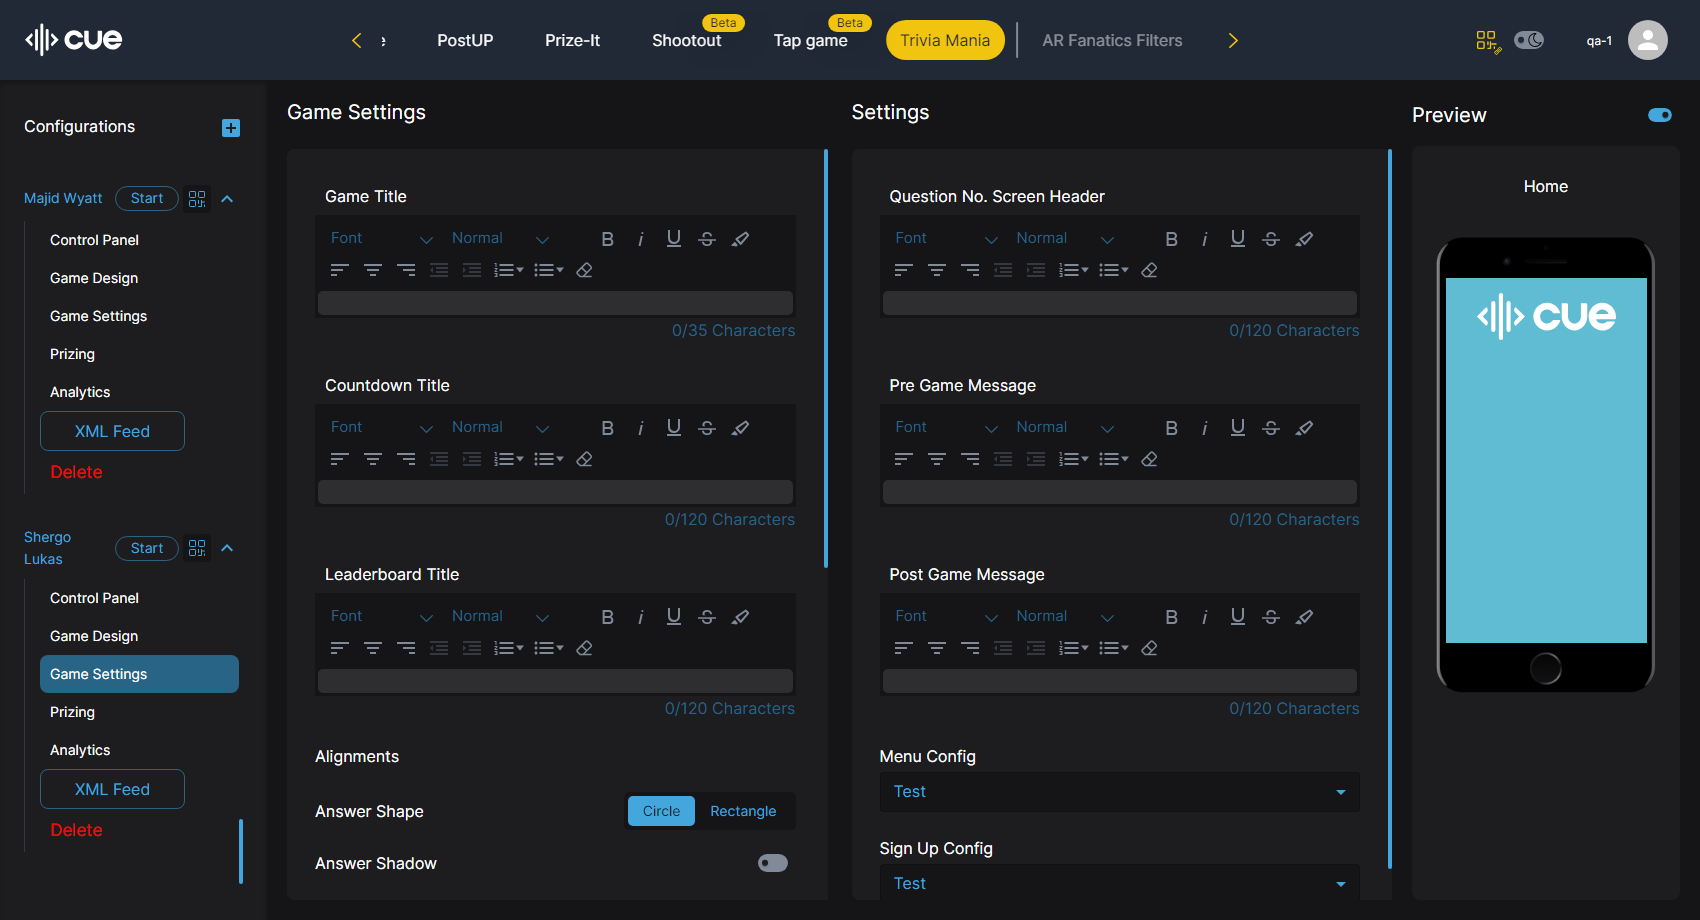 cue
PostUP
Prize-It
Beta
Shootout
Beta
Tap game
Trivia Mania
AR Fanatics Filters
qa-1
Configurations
Majid Wyatt
Start
Control Panel
Game Design
Game Settings
Prizing
Analytics
XML Feed
Delete
Shergo
Lukas
Start
Control Panel
Game Design
Game Settings
Prizing
Analytics
XML Feed
Delete
Game Settings
Game Title
Font Normal
0/35 Characters
Countdown Title
Font Normal
0/120 Characters
Leaderboard Title
Font Normal
0/120 Characters
Alignments
Answer Shape Circle Rectangle
Answer Shadow
Settings
Question No. Screen Header
Font Normal
0/120 Characters
Pre Game Message
Font Normal
0/120 Characters
Post Game Message
Font Normal
0/120 Characters
Menu Config
Test
Sign Up Config
Test
Preview
Home
cue